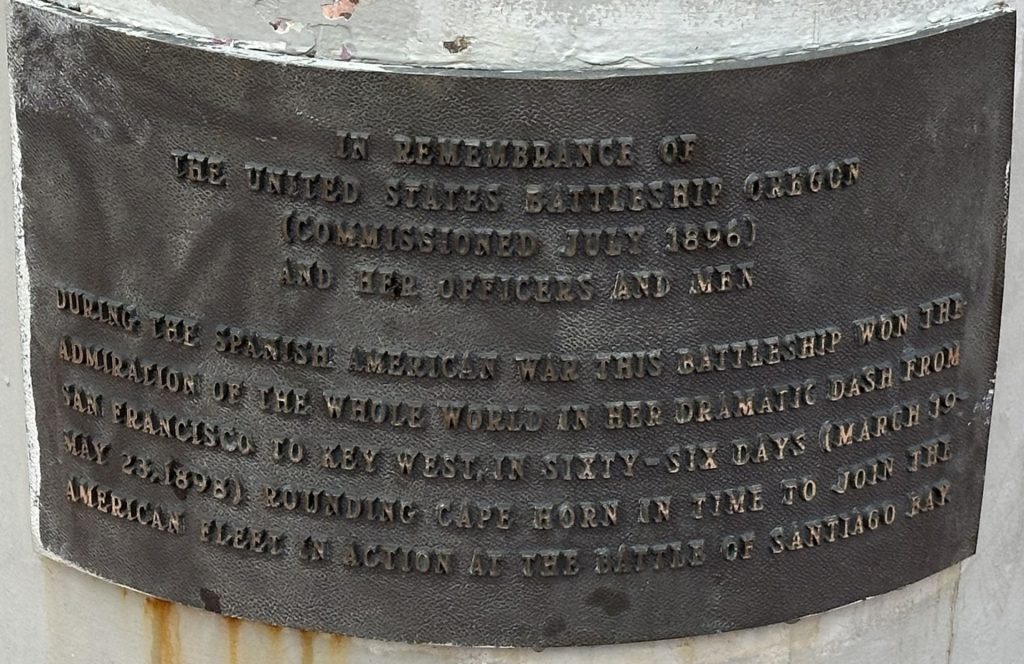 IN REMEMBRANCE OF
THE UNITED STATES BATTLESHIP OREGON
(COMMISSIONED JULY 1896)
AND HER OFFICERS AND MEN
DURING THE SPANISH AMERICAN WAR THIS BATTLESHIP WON THE
ADMIRATION OF THE WHOLE WORLD IN HER DRAMATIC DASH FROM
SAN FRANCISCO TO KEY WEST, IN SIXTY-SIX DAYS (MARCH 19-
MAY 23, 1898) ROUNDING CAPE HORN IN TIME TO JOIN THE
AMERICAN FLEET IN ACTION AT THE BATTLE OF SANTIAGO BAY